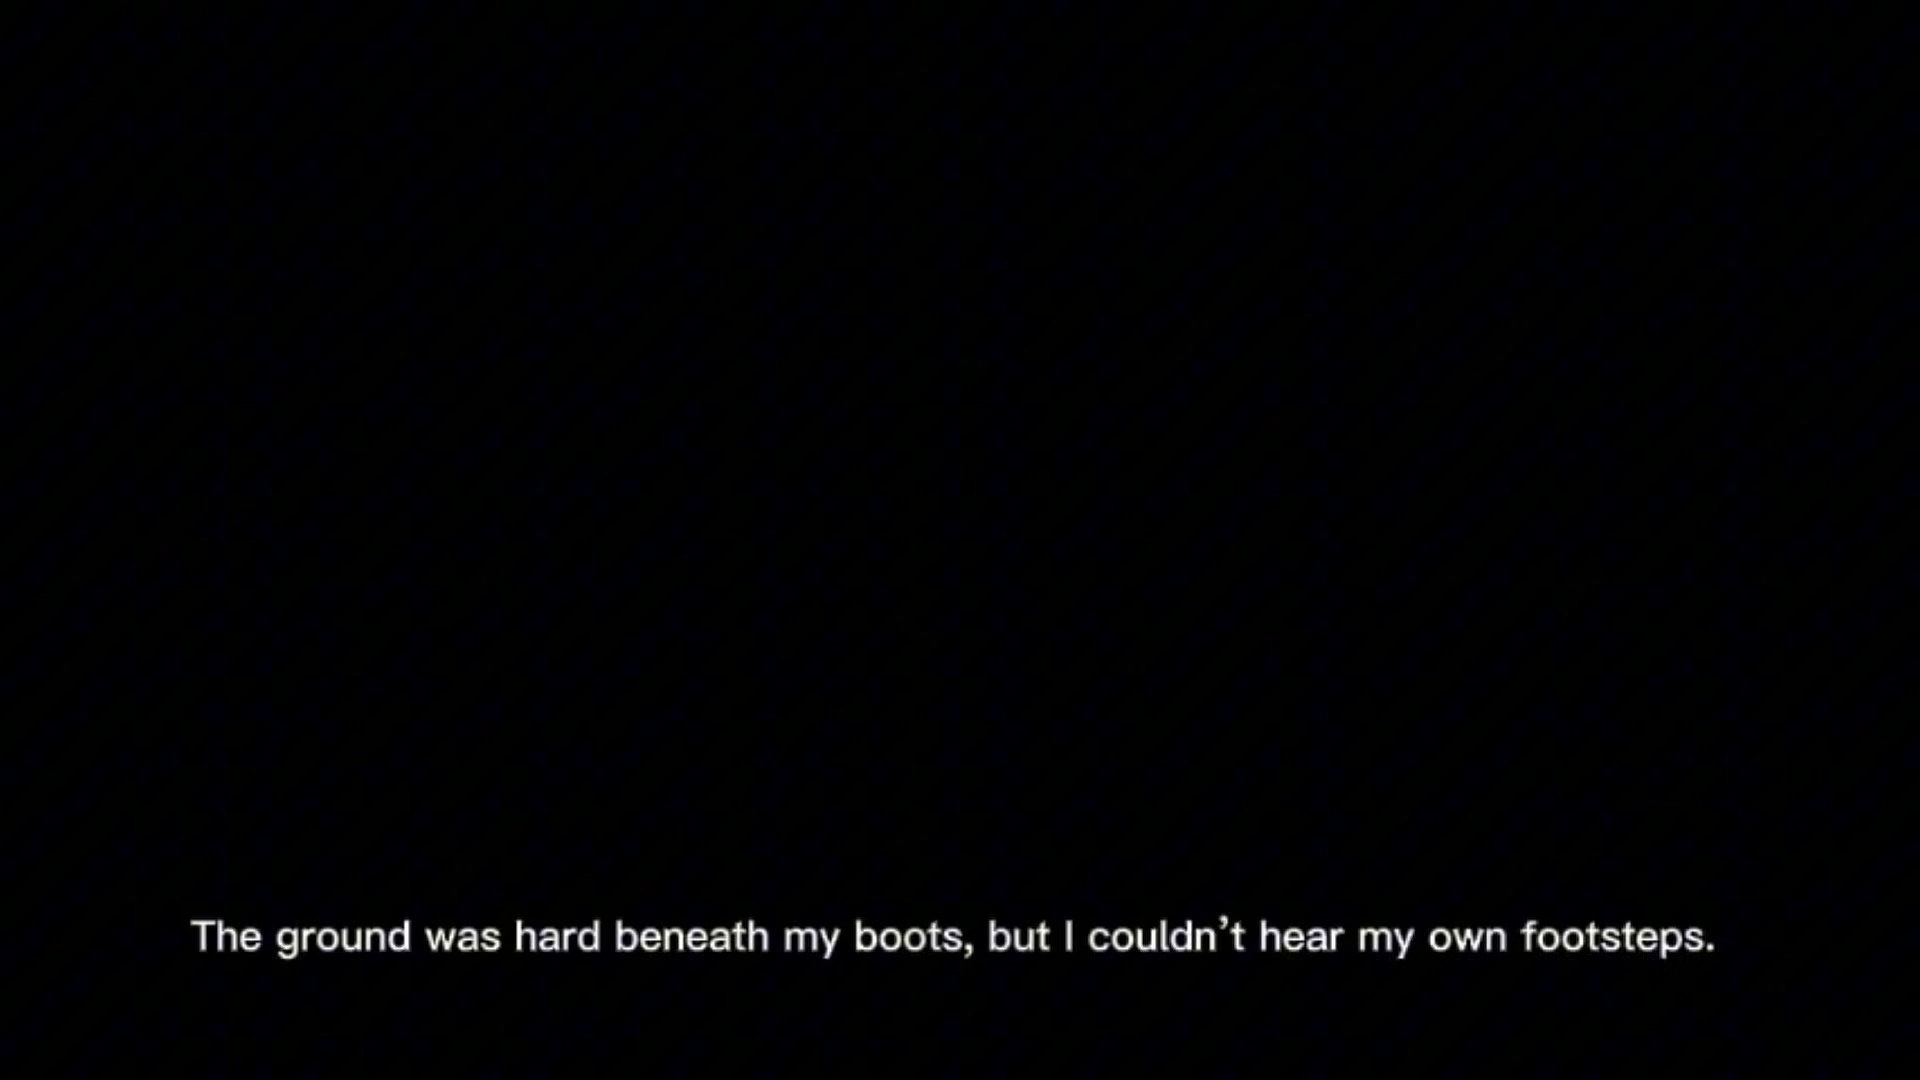 The ground was hard beneath my boots, but I couldn’t hear my own footsteps.